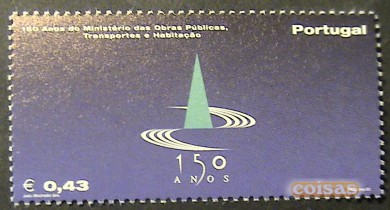 150 Anos do Ministério das Obras Públicas,
Transportes e Habitação
Portugal
150
ANOS
€ 0,43
coisas